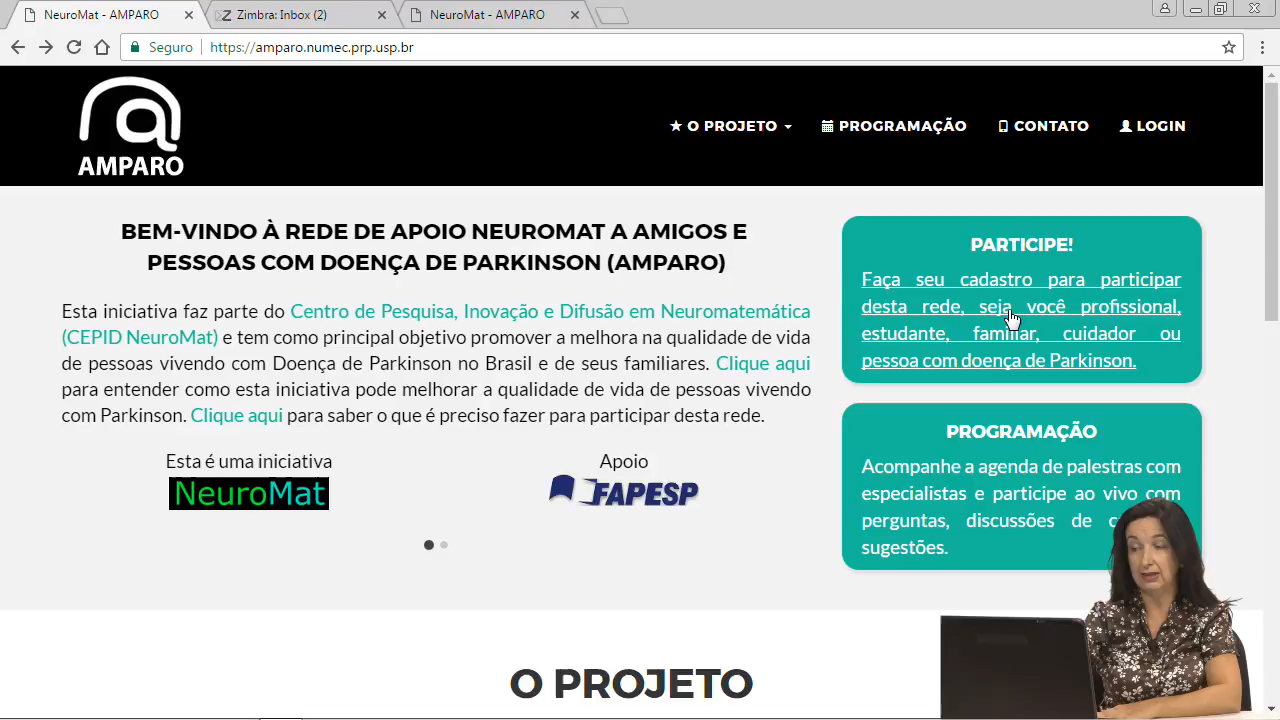 NeuroMat - AMPARO
Zimbra: Inbox (2)
NeuroMat - AMPARO
Seguro
https://amparo.numec.prp.usp.br
AMPARO
O PROJETO
PROGRAMAÇÃO
CONTATO
LOGIN
BEM-VINDO À REDE DE APOIO NEUROMAT A AMIGOS E
PESSOAS COM DOENÇA DE PARKINSON (AMPARO)
Esta iniciativa faz parte do Centro de Pesquisa, Inovação e Difusão em Neuromatemática
(CEPID NeuroMat) e tem como principal objetivo promover a melhora na qualidade de vida
de pessoas vivendo com Doença de Parkinson no Brasil e de seus familiares. Clique aqui
para entender como esta iniciativa pode melhorar a qualidade de vida de pessoas vivendo
com Parkinson. Clique aqui para saber o que é preciso fazer para participar desta rede.
Esta é uma iniciativa
NeuroMat
Apoio
FAPESP
PARTICIPE!
Faça seu cadastro para participar
desta rede, seja você profissional,
estudante, familiar, cuidador ou
pessoa com doença de Parkinson.
PROGRAMAÇÃO
Acompanhe a agenda de palestras com
especialistas e participe ao vivo com
perguntas, discussões de
sugestões.
O PROJETO